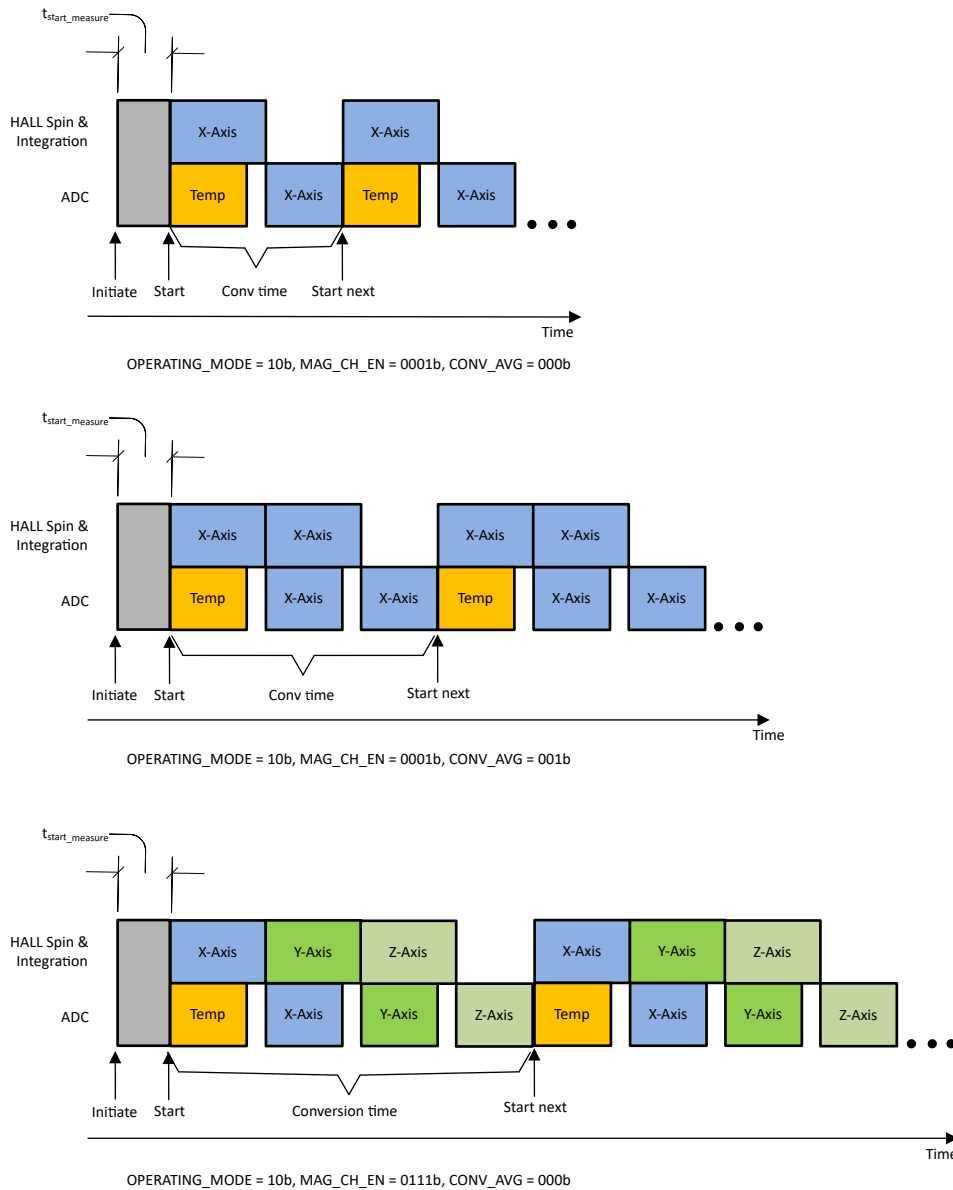 tstart_measure
HALL Spin &
Integration
X-Axis
X-Axis
ADC
Temp
X-Axis
Temp
X-Axis
Initiate
Start
Conv time
Start next
Time
OPERATING_MODE = 10b, MAG_CH_EN = 0001b, CONV_AVG = 000b
tstart_measure
HALL Spin &
Integration
X-Axis
X-Axis
X-Axis
X-Axis
ADC
Temp
X-Axis
X-Axis
Temp
X-Axis
X-Axis
Initiate
Start
Conv time
Start next
Time
OPERATING_MODE = 10b, MAG_CH_EN = 0001b, CONV_AVG = 001b
tstart_measure
HALL Spin &
Integration
X-Axis
Y-Axis
Z-Axis
X-Axis
Y-Axis
Z-Axis
ADC
Temp
X-Axis
Y-Axis
Z-Axis
Temp
X-Axis
Y-Axis
Z-Axis
Initiate
Start
Conversion time
Start next
Time
OPERATING_MODE = 10b, MAG_CH_EN = 0111b, CONV_AVG = 000b